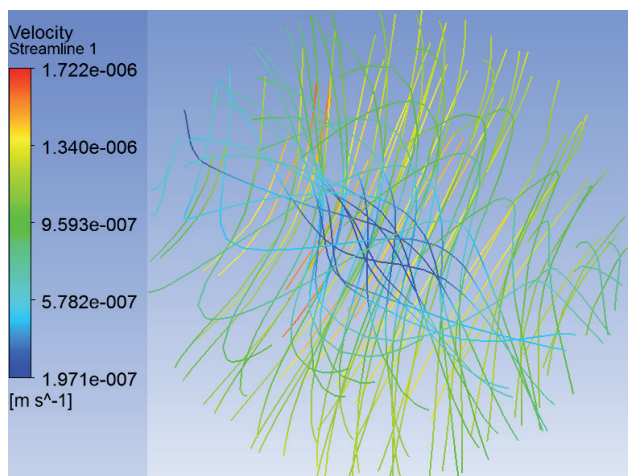 Velocity
Streamline 1
1.722e-006
1.340e-006
9.593e-007
5.782e-007
1.971e-007
[m s^-1]